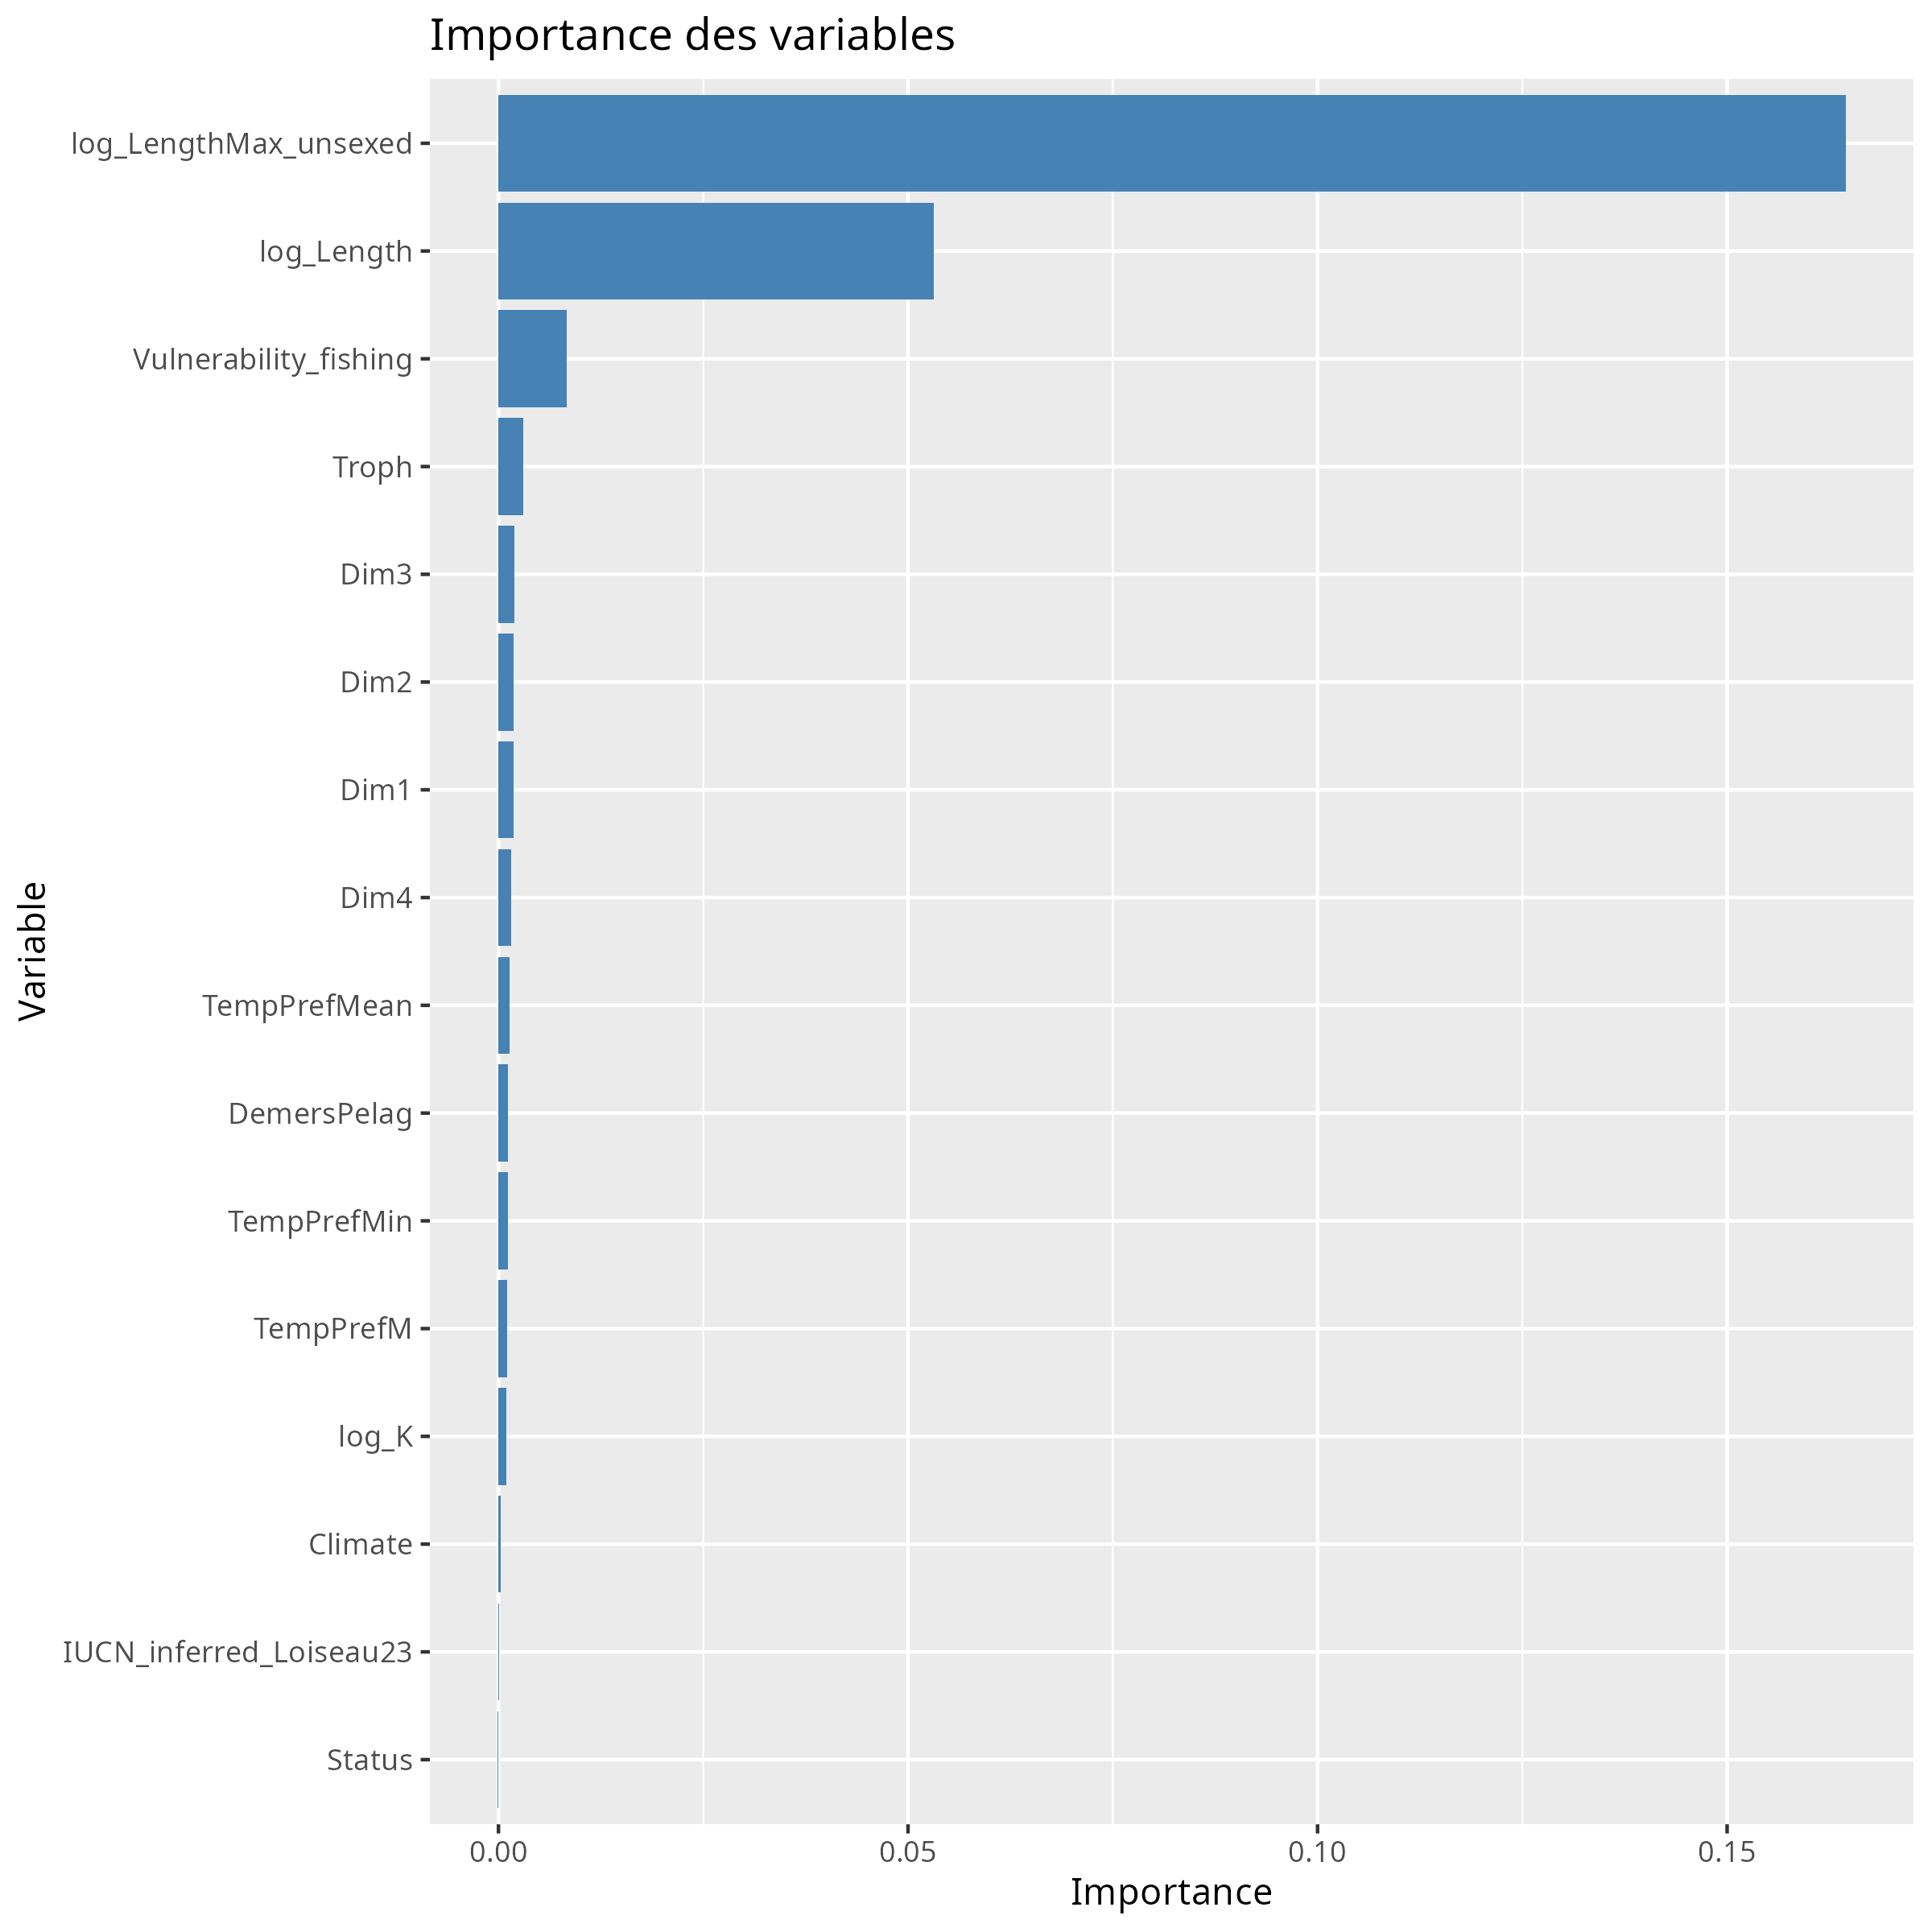 Importance des variables
log_LengthMax_unsexed
log_Length
Vulnerability_fishing
Troph
Dim3
Dim2
Dim1
Dim4
TempPrefMean
DemersPelag
TempPrefMin
TempPrefM
log_K
Climate
IUCN_inferred_Loiseau23
Status
Variable
0.00 0.05 0.10 0.15
Importance